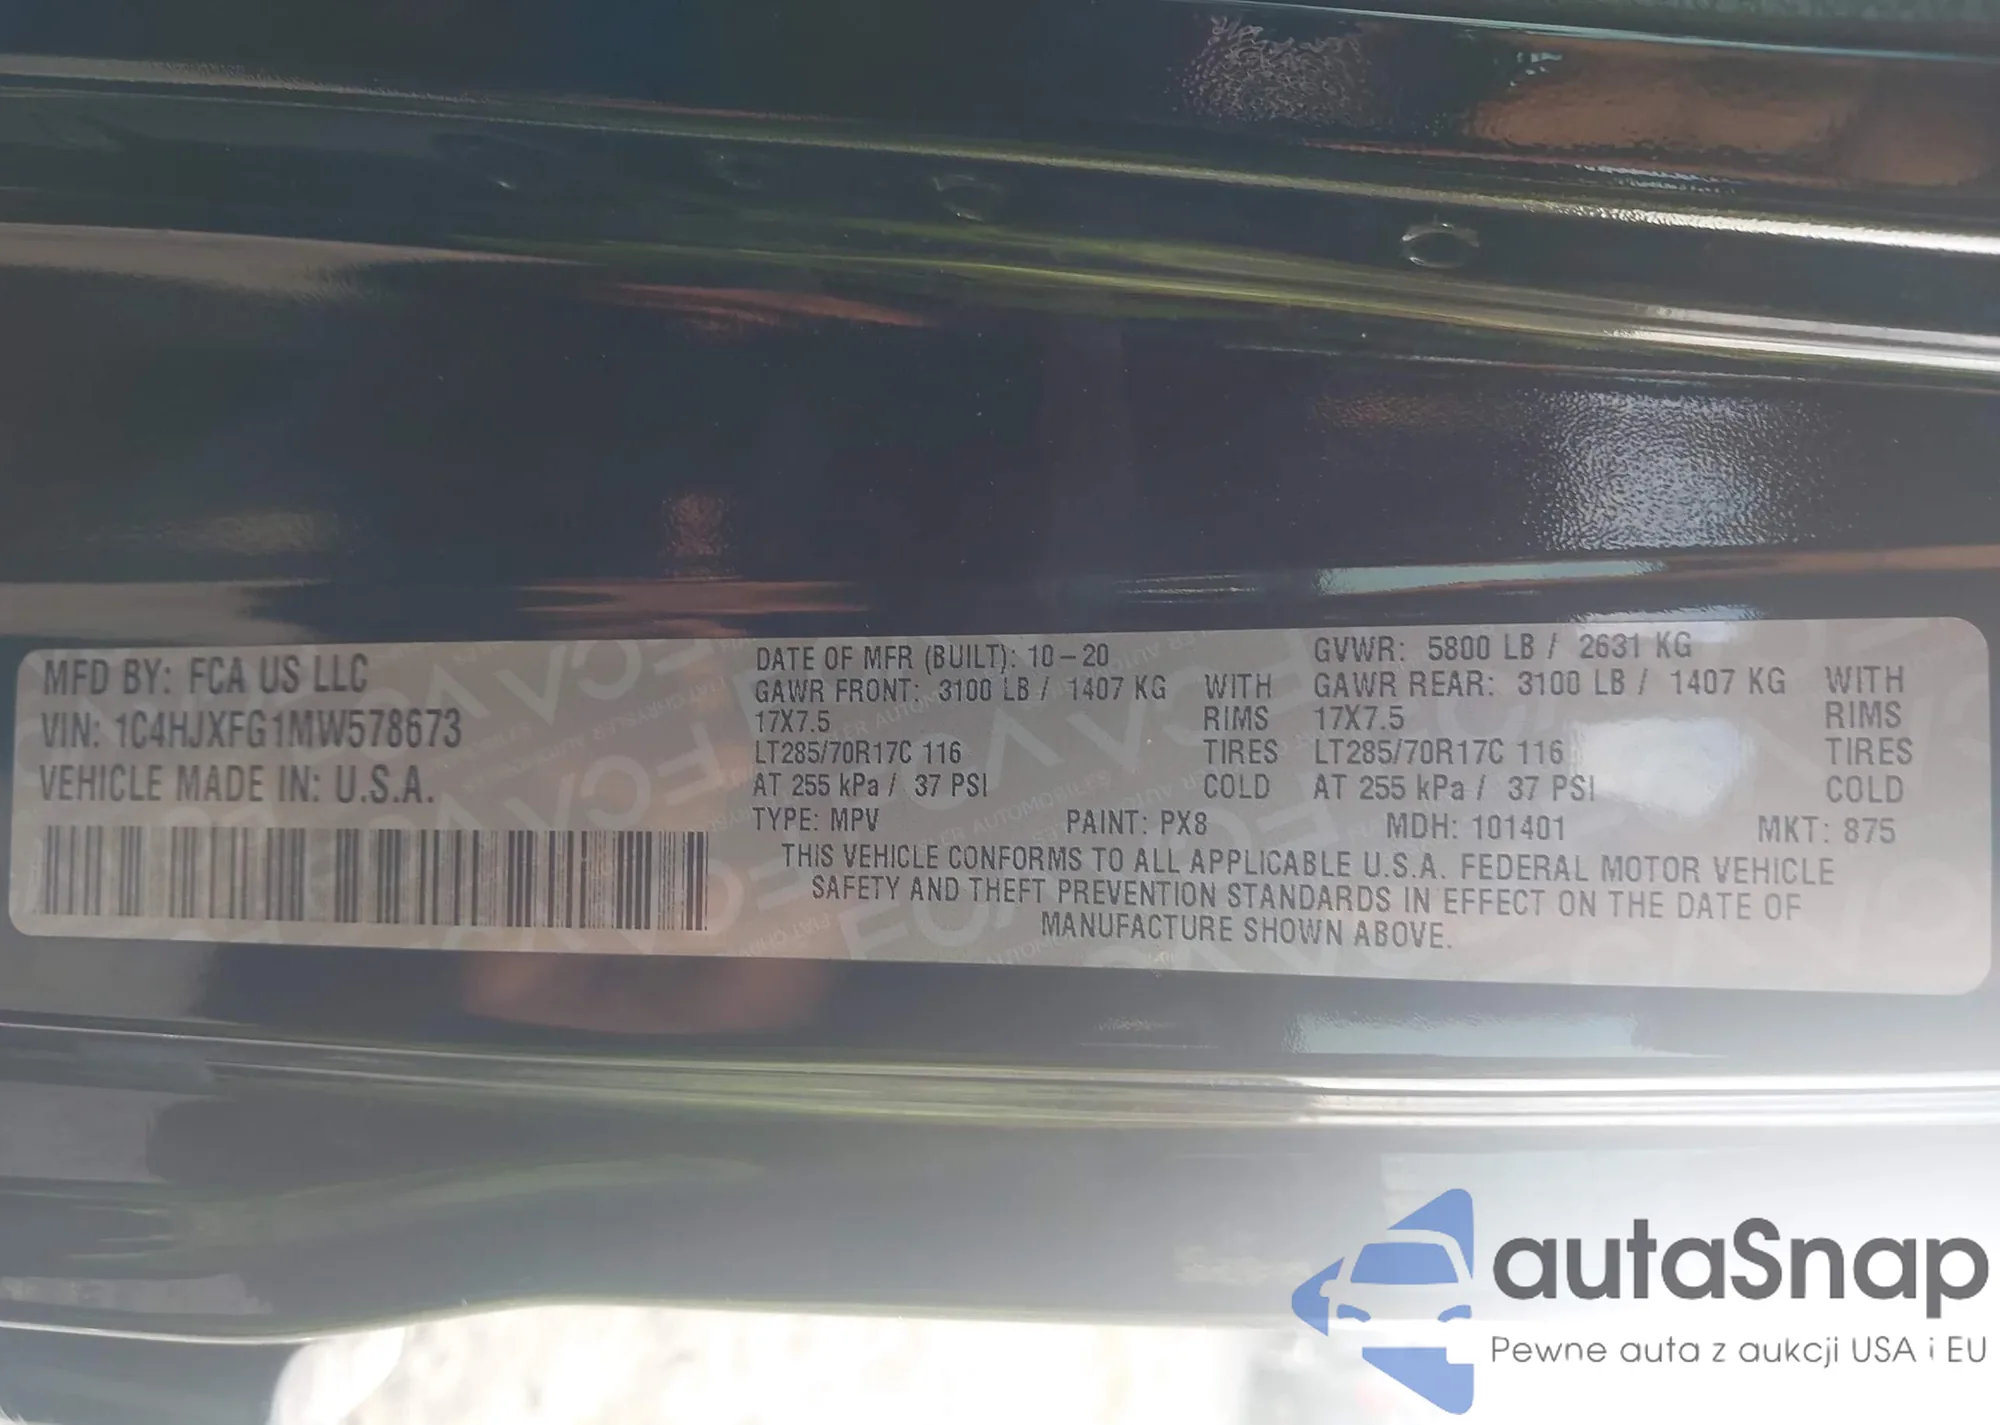 MFD BY: FCA US LLC
VIN: 1C4HJXFG1MW578673
VEHICLE MADE IN: U.S.A.
DATE OF MFR (BUILT): 10-20 GVWR: 5800 LB / 2631 KG
GAWR FRONT: 3100 LB / 1407 KG WITH GAWR REAR: 3100 LB / 1407 KG WITH
17X7.5 RIMS 17X7.5 RIMS
LT285/70R17C 116 TIRES LT285/70R17C 116 TIRES
AT 255 kPa / 37 PSI COLD AT 255 kPa / 37 PSI COLD
TYPE: MPV PAINT: PX8 MDH: 101401 MKT: 875
THIS VEHICLE CONFORMS TO ALL APPLICABLE U.S.A. FEDERAL MOTOR VEHICLE
SAFETY AND THEFT PREVENTION STANDARDS IN EFFECT ON THE DATE OF
MANUFACTURE SHOWN ABOVE.
autaSnap
Pewne auta z aukcji USA i EU